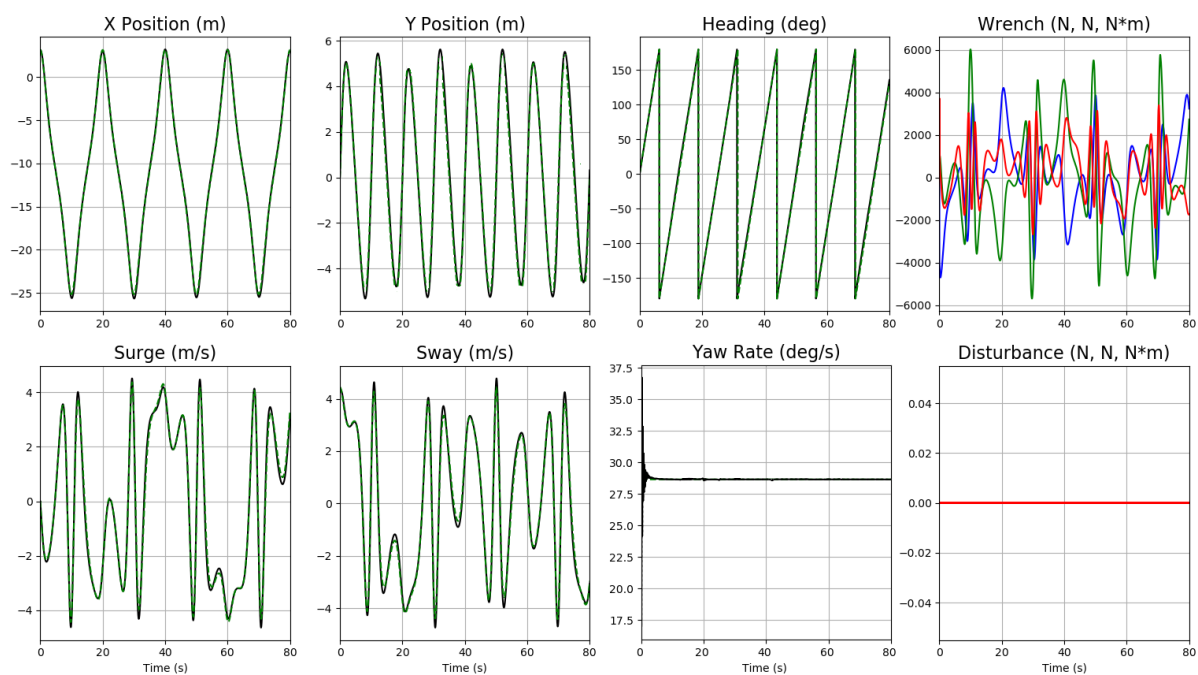 X Position (m)
Y Position (m)
Heading (deg)
Wrench (N, N, N*m)
0
−5
−10
−15
−20
−25
0 20 40 60 80
6
4
2
0
−2
−4
0 20 40 60 80
150
100
50
0
−50
−100
−150
0 20 40 60 80
6000
4000
2000
0
−2000
−4000
−6000
0 20 40 60 80
Surge (m/s)
Sway (m/s)
Yaw Rate (deg/s)
Disturbance (N, N, N*m)
4
2
0
−2
−4
0 20 40 60 80
Time (s)
4
2
0
−2
−4
0 20 40 60 80
Time (s)
37.5
35.0
32.5
30.0
27.5
25.0
22.5
20.0
17.5
0 20 40 60 80
Time (s)
0.04
0.02
0.00
−0.02
−0.04
0 20 40 60 80
Time (s)